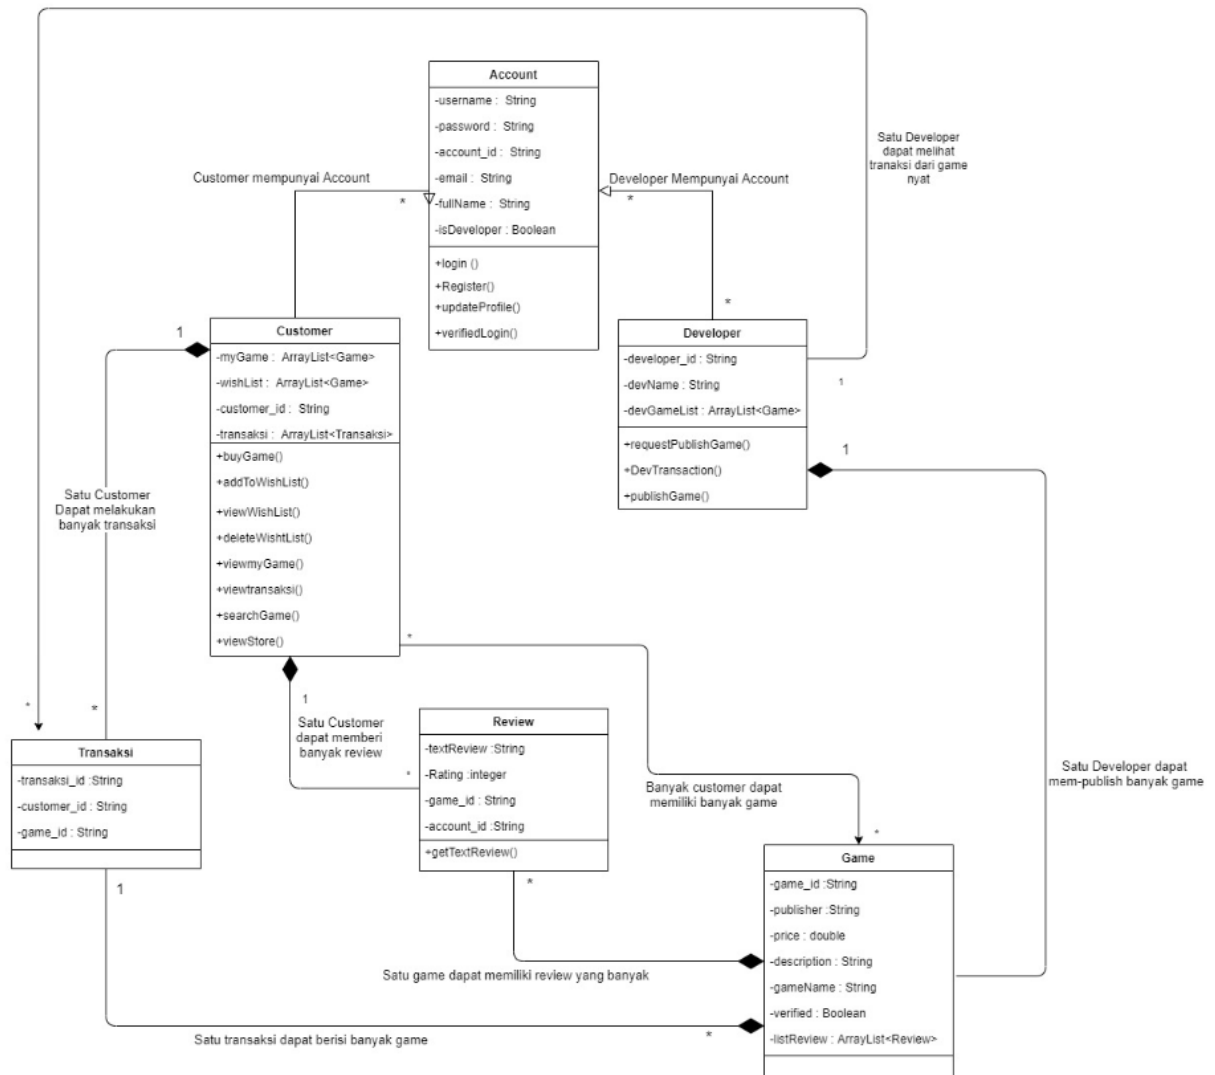 Account
-username : String
-password : String
-account_id : String
-email : String
-fullName : String
-isDeveloper : Boolean
+login ()
+Register()
+updateProfile()
+verifiedLogin()
Customer mempunyai Account
*
Developer Mempunyai Account
*
*
Satu Developer
dapat melihat
tranaksi dari game
nyat
Customer
-myGame : ArrayList<Game>
-wishList : ArrayList<Game>
-customer_id : String
-transaksi : ArrayList<Transaksi>
+buyGame()
+addToWishList()
+viewWishList()
+deleteWishtList()
+viewmyGame()
+viewtransaksi()
+searchGame()
+viewStore()
1
Developer
-developer_id : String
-devName : String
-devGameList : ArrayList<Game>
+requestPublishGame()
+DevTransaction()
+publishGame()
1
1
Satu Customer
Dapat melakukan
banyak transaksi
*
*
*
1
Satu Customer
dapat memberi
banyak review
*
Review
-textReview :String
-Rating :integer
-game_id : String
-account_id :String
+getTextReview()
*
Banyak customer dapat
memiliki banyak game
*
Satu Developer dapat
mem-publish banyak game
Transaksi
-transaksi_id :String
-customer_id : String
-game_id : String
1
Game
-game_id :String
-publisher :String
-price : double
-description : String
-gameName : String
-verified : Boolean
-listReview : ArrayList<Review>
Satu game dapat memiliki review yang banyak
Satu transaksi dapat berisi banyak game
*